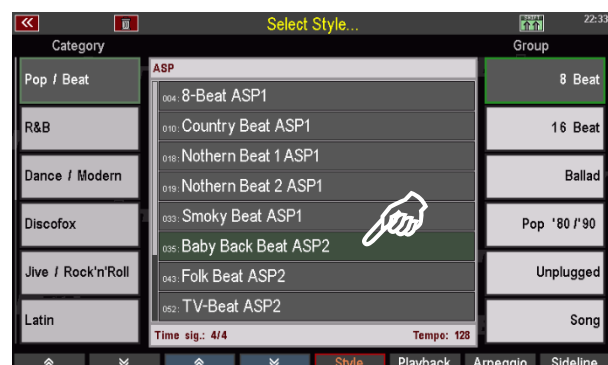 Select Style...
22:33
Category
Group
Pop / Beat
R&B
Dance / Modern
Discofox
Jive / Rock'n'Roll
Latin
ASP
004: 8-Beat ASP1
010: Country Beat ASP1
018: Nothern Beat 1 ASP1
019: Nothern Beat 2 ASP1
033: Smoky Beat ASP1
035: Baby Back Beat ASP2
043: Folk Beat ASP2
052: TV-Beat ASP2
Time sig.: 4/4
Tempo: 128
8 Beat
16 Beat
Ballad
Pop '80/'90
Unplugged
Song
Style
Playback
Arpeggio
Sideline